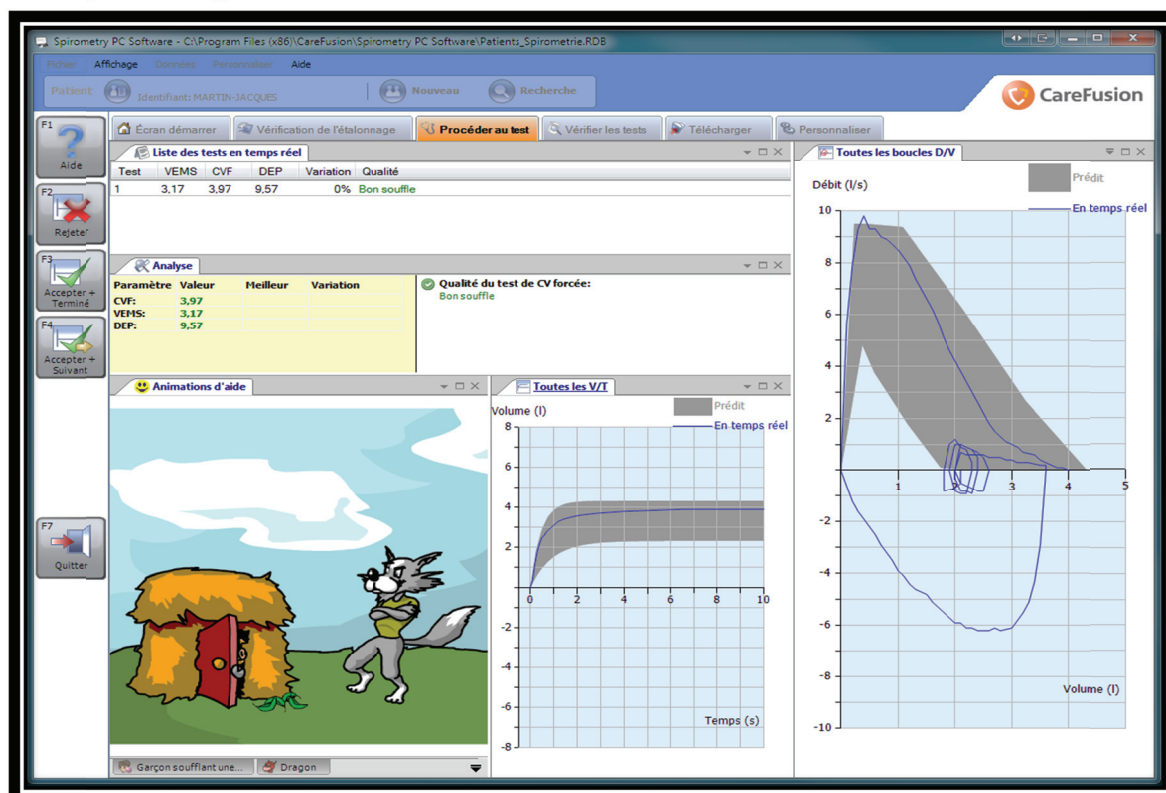 Spirometry PC Software - C:\Program Files (x86)\CareFusion\Spirometry PC Software\Patients_Spirometrie.RDB
Fichier Affichage Données Personnaliser Aide
Patient Identifiant: MARTIN-JACQUES Nouveau Recherche
CareFusion
Écran démarrer Vérification de l'étalonnage Procéder au test Vérifier les tests Télécharger Personnaliser
F1
Aide
F2
Rejeter
F3
Accepter +
Terminé
F4
Accepter +
Suivant
F7
Quitter
Liste des tests en temps réel
Test VEMS CVF DEP Variation Qualité
1 3,17 3,97 9,57 0% Bon souffle
Analyse
Paramètre Valeur Meilleur Variation
CVF: 3,97
VEMS: 3,17
DEP: 9,57
Qualité du test de CV forcée:
Bon souffle
Animations d'aide
Garçon soufflant une... Dragon
Toutes les V/T
Volume (l)
Prédit
En temps réel
8
6
4
2
0 2 4 6 8 10
-2
-4
-6
-8
Temps (s)
Toutes les boucles D/V
Débit (l/s)
Prédit
En temps réel
10
8
6
4
2
1 2 3 4 5
-2
-4
-6
-8
-10
Volume (l)